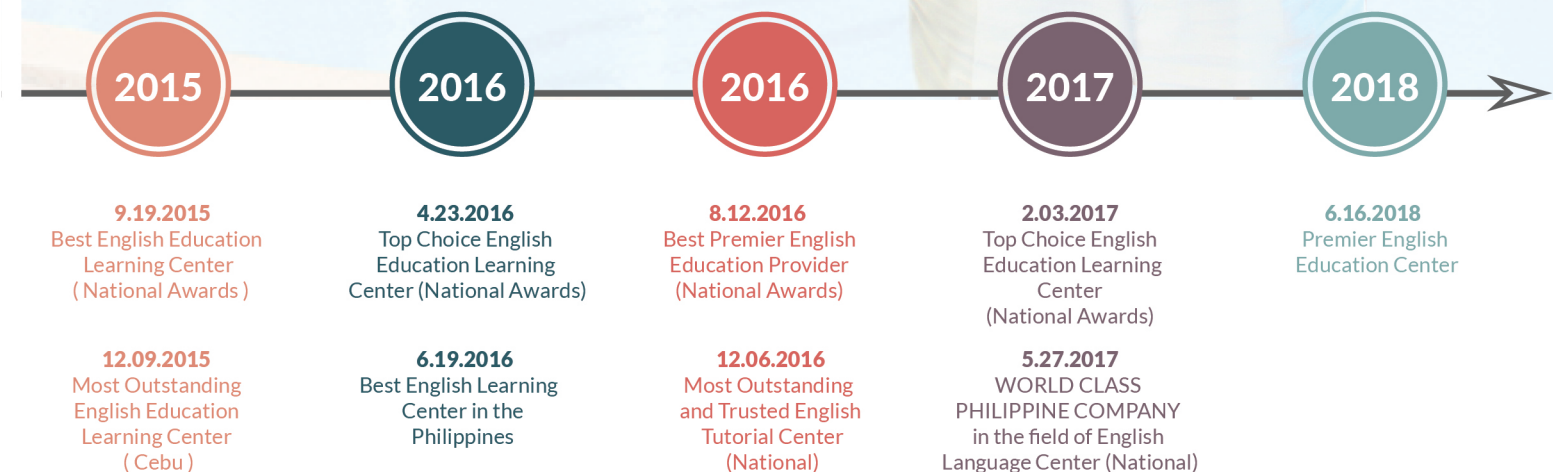 2015
2016
2016
2017
2018
9.19.2015
Best English Education
Learning Center
( National Awards )
12.09.2015
Most Outstanding
English Education
Learning Center
( Cebu )
4.23.2016
Top Choice English
Education Learning
Center (National Awards)
6.19.2016
Best English Learning
Center in the
Philippines
8.12.2016
Best Premier English
Education Provider
(National Awards)
12.06.2016
Most Outstanding
and Trusted English
Tutorial Center
(National)
2.03.2017
Top Choice English
Education Learning
Center
(National Awards)
5.27.2017
WORLD CLASS
PHILIPPINE COMPANY
in the field of English
Language Center (National)
6.16.2018
Premier English
Education Center